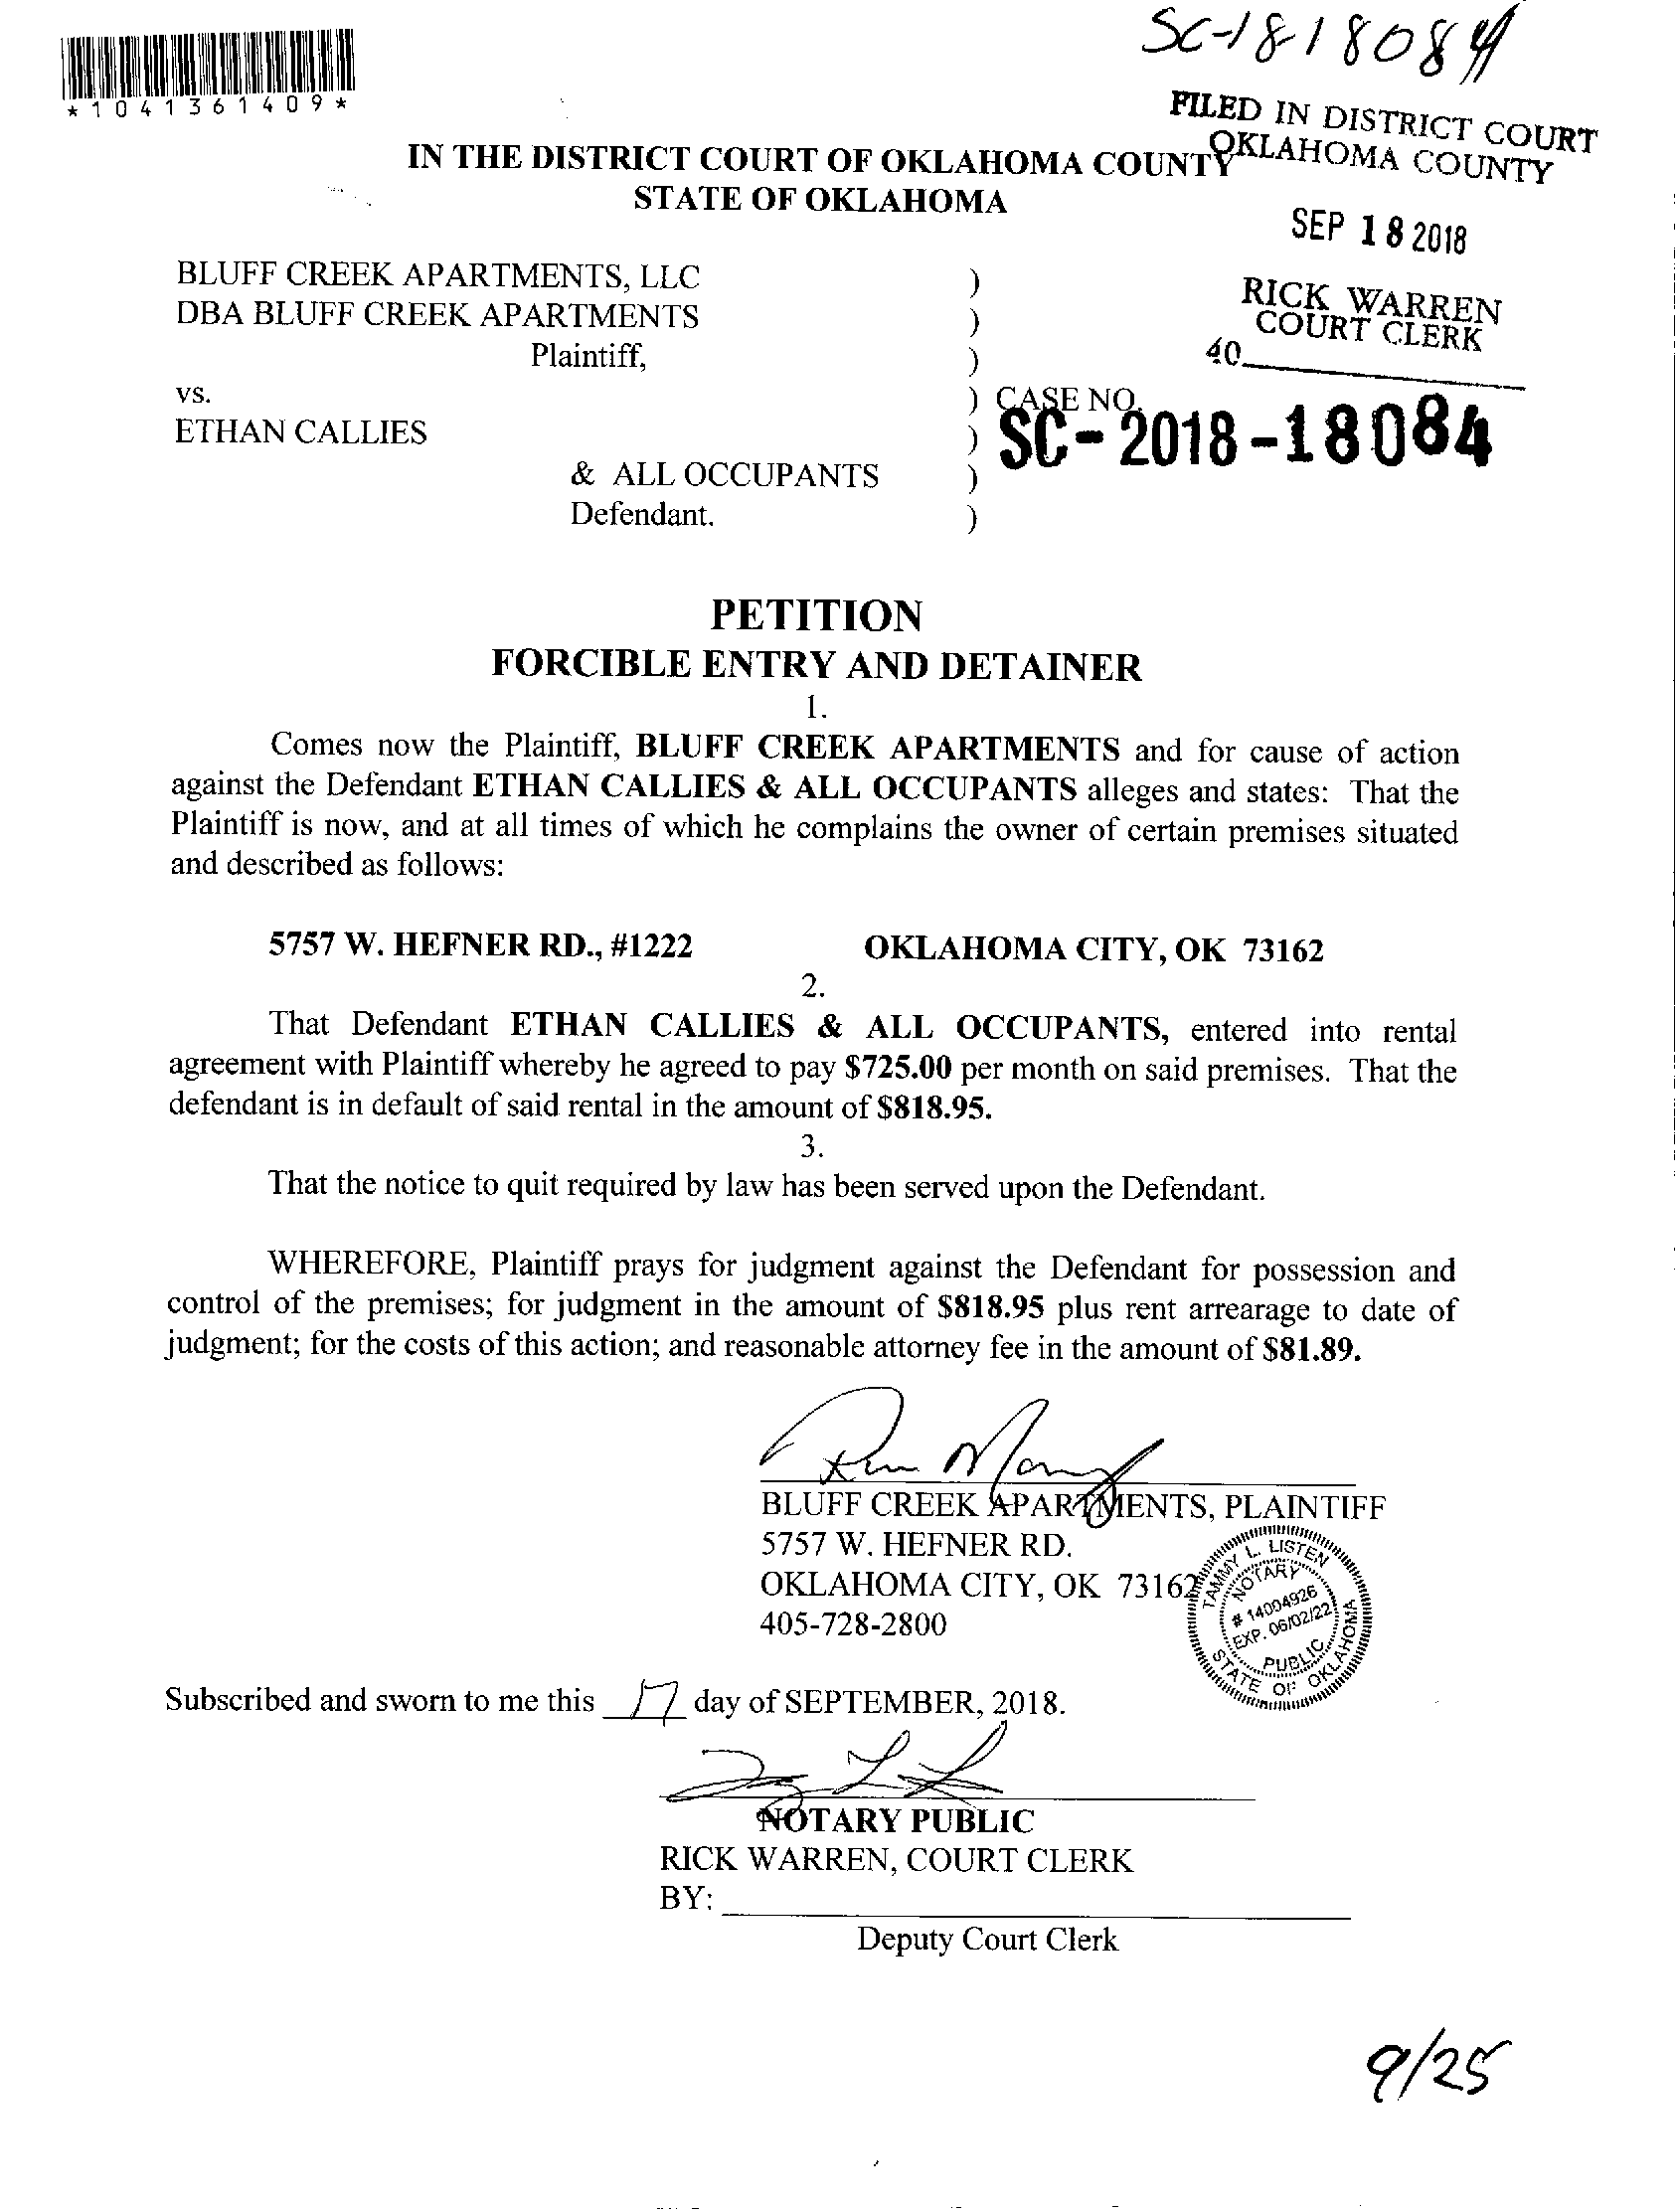 SC-18-18084
*1041361409*
FILED IN DISTRICT COURT
OKLAHOMA COUNTY
IN THE DISTRICT COURT OF OKLAHOMA COUNTY
STATE OF OKLAHOMA
SEP 18 2018
RICK WARREN
COURT CLERK
40
BLUFF CREEK APARTMENTS, LLC )
DBA BLUFF CREEK APARTMENTS )
Plaintiff, )
vs. ) CASE NO.
SC-2018-18084
ETHAN CALLIES )
& ALL OCCUPANTS )
Defendant. )
PETITION
FORCIBLE ENTRY AND DETAINER
1.
Comes now the Plaintiff, BLUFF CREEK APARTMENTS and for cause of action
against the Defendant ETHAN CALLIES & ALL OCCUPANTS alleges and states: That the
Plaintiff is now, and at all times of which he complains the owner of certain premises situated
and described as follows:
5757 W. HEFNER RD., #1222 OKLAHOMA CITY, OK 73162
2.
That Defendant ETHAN CALLIES & ALL OCCUPANTS, entered into rental
agreement with Plaintiff whereby he agreed to pay $725.00 per month on said premises. That the
defendant is in default of said rental in the amount of $818.95.
3.
That the notice to quit required by law has been served upon the Defendant.
WHEREFORE, Plaintiff prays for judgment against the Defendant for possession and
control of the premises; for judgment in the amount of $818.95 plus rent arrearage to date of
judgment; for the costs of this action; and reasonable attorney fee in the amount of $81.89.
BLUFF CREEK APARTMENTS, PLAINTIFF
5757 W. HEFNER RD.
OKLAHOMA CITY, OK 73162
405-728-2800
TAMMY L. LISTEN
NOTARY
# 14004926
EXP. 06/02/22
PUBLIC
STATE OF OKLAHOMA
Subscribed and sworn to me this 17 day of SEPTEMBER, 2018.
NOTARY PUBLIC
RICK WARREN, COURT CLERK
BY:
Deputy Court Clerk
9/25